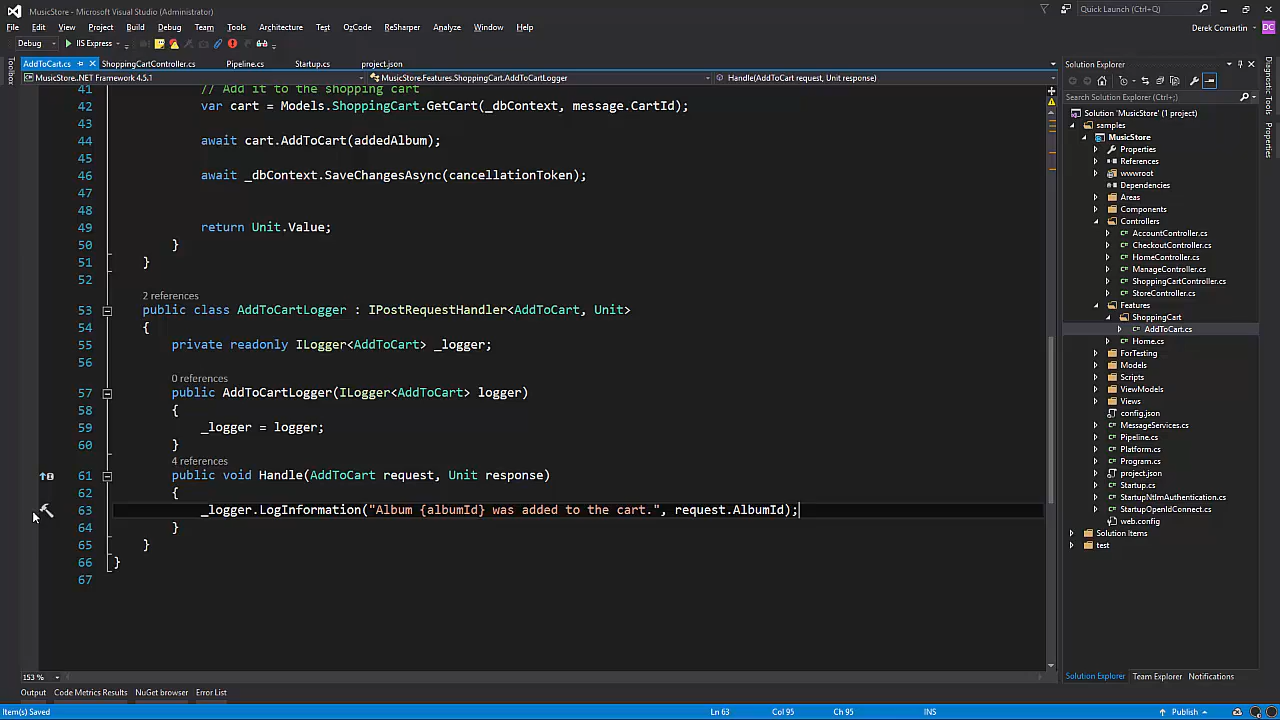 MusicStore - Microsoft Visual Studio (Administrator)
Quick Launch (Ctrl+Q)
File Edit View Project Build Debug Team Tools Architecture Test OzCode ReSharper Analyze Window Help
Derek Comartin DC
Debug IIS Express
AddToCart.cs ShoppingCartController.cs Pipeline.cs Startup.cs project.json
MusicStore..NET Framework 4.5.1 MusicStore.Features.ShoppingCart.AddToCartLogger Handle(AddToCart request, Unit response)
Toolbox
41 // Add it to the shopping cart
42 var cart = Models.ShoppingCart.GetCart(_dbContext, message.CartId);
43
44 await cart.AddToCart(addedAlbum);
45
46 await _dbContext.SaveChangesAsync(cancellationToken);
47
48
49 return Unit.Value;
50 }
51 }
52
2 references
53 public class AddToCartLogger : IPostRequestHandler<AddToCart, Unit>
54 {
55 private readonly ILogger<AddToCart> _logger;
56
0 references
57 public AddToCartLogger(ILogger<AddToCart> logger)
58 {
59 _logger = logger;
60 }
4 references
61 public void Handle(AddToCart request, Unit response)
62 {
63 _logger.LogInformation("Album {albumId} was added to the cart.", request.AlbumId);
64 }
65 }
66 }
67
153 %
Output Code Metrics Results NuGet browser Error List
Item(s) Saved Ln 63 Col 95 Ch 95 INS Publish
Solution Explorer
Search Solution Explorer (Ctrl+;)
Solution 'MusicStore' (1 project)
samples
MusicStore
Properties
References
wwwroot
Dependencies
Areas
Components
Controllers
AccountController.cs
CheckoutController.cs
HomeController.cs
ManageController.cs
ShoppingCartController.cs
StoreController.cs
Features
ShoppingCart
AddToCart.cs
Home.cs
ForTesting
Models
Scripts
ViewModels
Views
config.json
MessageServices.cs
Pipeline.cs
Platform.cs
Program.cs
project.json
Startup.cs
StartupNtlmAuthentication.cs
StartupOpenIdConnect.cs
web.config
Solution Items
test
Solution Explorer Team Explorer Notifications
Diagnostic Tools
Properties